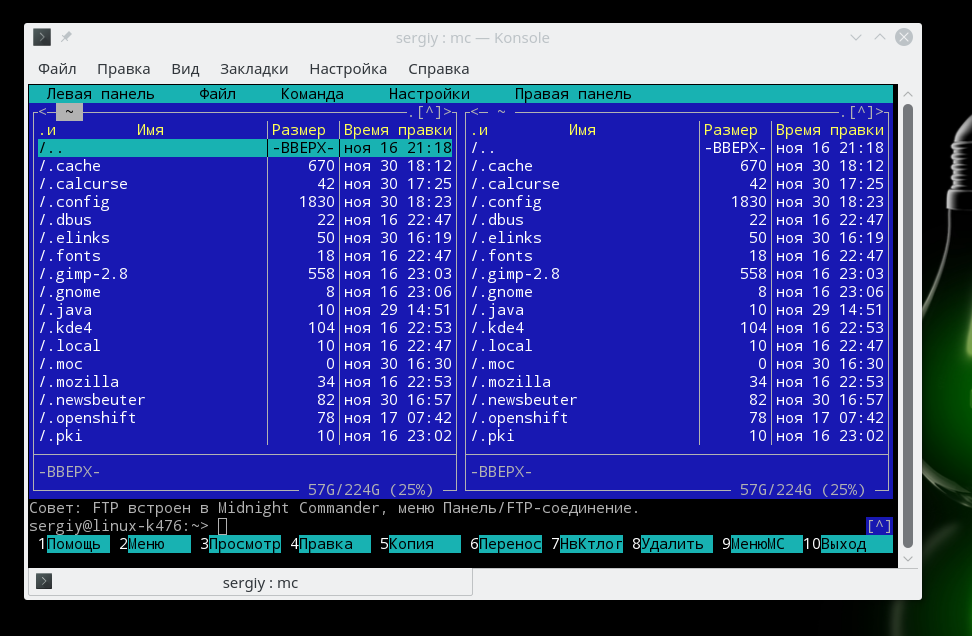 sergiy : mc — Konsole
Файл Правка Вид Закладки Настройка Справка
Левая панель Файл Команда Настройки Правая панель
<─ ~ .[^]> <─ ~ .[^]>
.и Имя Размер Время правки .и Имя Размер Время правки
/.. -ВВЕРХ- ноя 16 21:18 /.. -ВВЕРХ- ноя 16 21:18
/.cache 670 ноя 30 18:12 /.cache 670 ноя 30 18:12
/.calcurse 42 ноя 30 17:25 /.calcurse 42 ноя 30 17:25
/.config 1830 ноя 30 18:23 /.config 1830 ноя 30 18:23
/.dbus 22 ноя 16 22:47 /.dbus 22 ноя 16 22:47
/.elinks 50 ноя 30 16:19 /.elinks 50 ноя 30 16:19
/.fonts 18 ноя 16 22:47 /.fonts 18 ноя 16 22:47
/.gimp-2.8 558 ноя 16 23:03 /.gimp-2.8 558 ноя 16 23:03
/.gnome 8 ноя 16 23:06 /.gnome 8 ноя 16 23:06
/.java 10 ноя 29 14:51 /.java 10 ноя 29 14:51
/.kde4 104 ноя 16 22:53 /.kde4 104 ноя 16 22:53
/.local 10 ноя 16 22:47 /.local 10 ноя 16 22:47
/.moc 0 ноя 30 16:30 /.moc 0 ноя 30 16:30
/.mozilla 34 ноя 16 22:53 /.mozilla 34 ноя 16 22:53
/.newsbeuter 82 ноя 30 16:57 /.newsbeuter 82 ноя 30 16:57
/.openshift 78 ноя 17 07:42 /.openshift 78 ноя 17 07:42
/.pki 10 ноя 16 23:02 /.pki 10 ноя 16 23:02
-ВВЕРХ- -ВВЕРХ-
57G/224G (25%) 57G/224G (25%)
Совет: FTP встроен в Midnight Commander, меню Панель/FTP-соединение.
sergiy@linux-k476:~> [^]
1Помощь 2Меню 3Просмотр 4Правка 5Копия 6Перенос 7НвКтлог 8Удалить 9МенюМС 10Выход
sergiy : mc